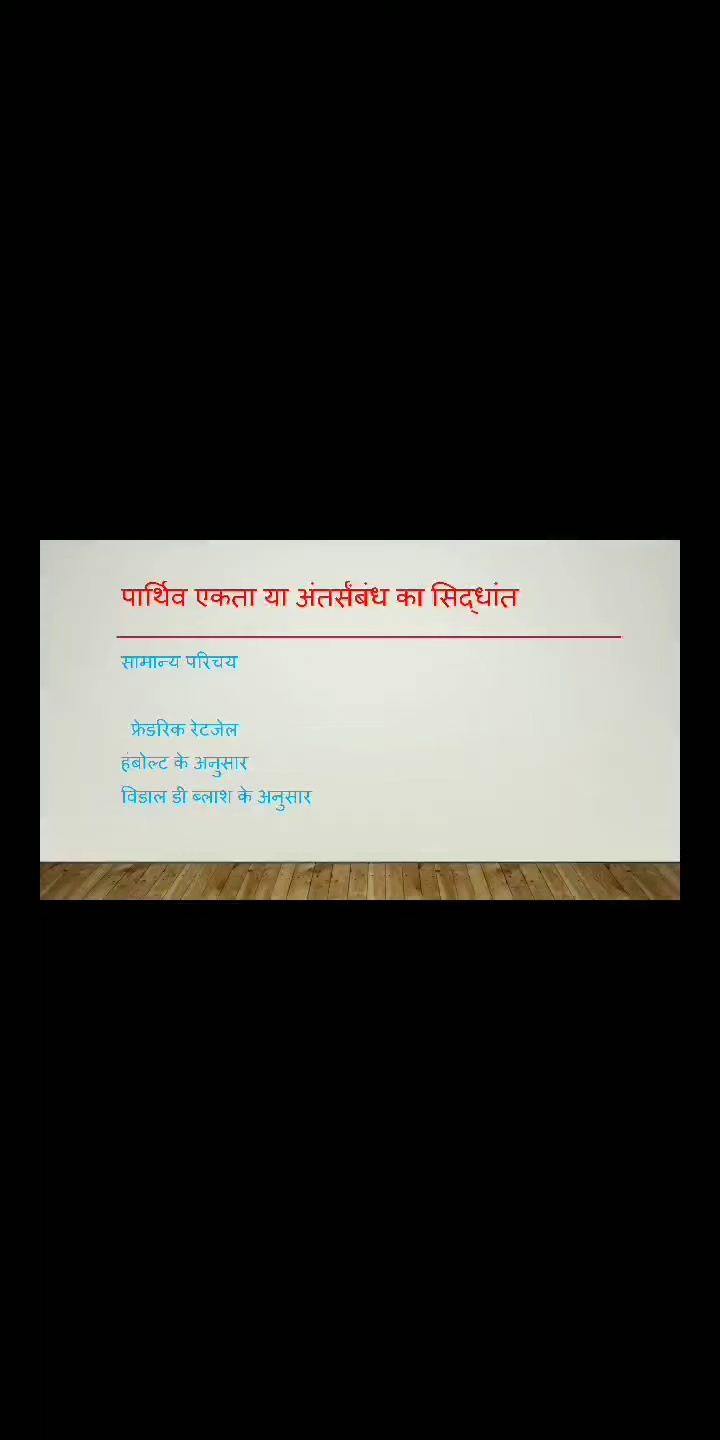 पार्थिव एकता या अंतर्संबंध का सिद्धांत
सामान्य परिचय
फ्रेडरिक रेटजेल
हंबोल्ट के अनुसार
विडाल डी ब्लाश के अनुसार